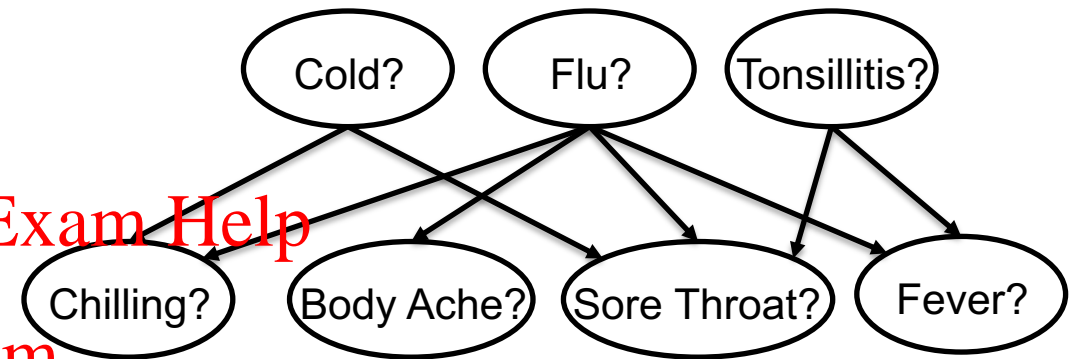 Cold? Flu? Tonsillitis?
Exam Help
Chilling? Body Ache? Sore Throat? Fever?